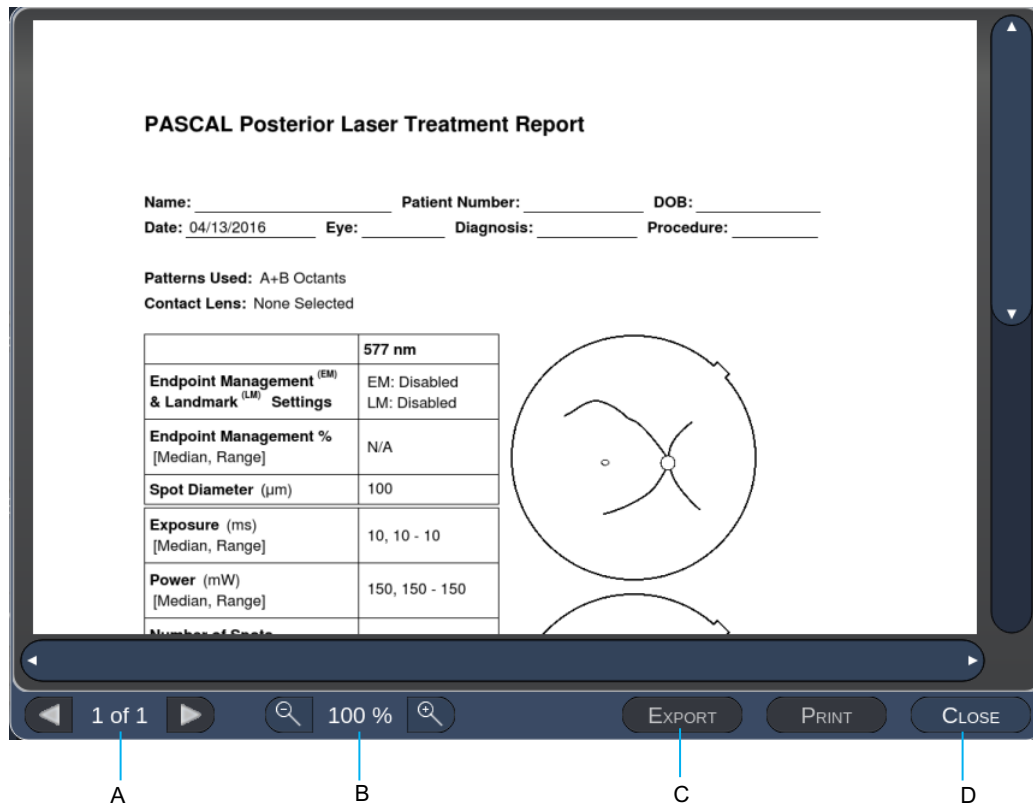 PASCAL Posterior Laser Treatment Report
Name: Patient Number: DOB:
Date: 04/13/2016 Eye: Diagnosis: Procedure:
Patterns Used: A+B Octants
Contact Lens: None Selected
577 nm
Endpoint Management (EM)
& Landmark (LM) Settings
EM: Disabled
LM: Disabled
Endpoint Management %
[Median, Range]
N/A
Spot Diameter (µm) 100
Exposure (ms)
[Median, Range]
10, 10 - 10
Power (mW)
[Median, Range]
150, 150 - 150
Number of Spots
1 of 1 100 % EXPORT PRINT CLOSE
A B C D